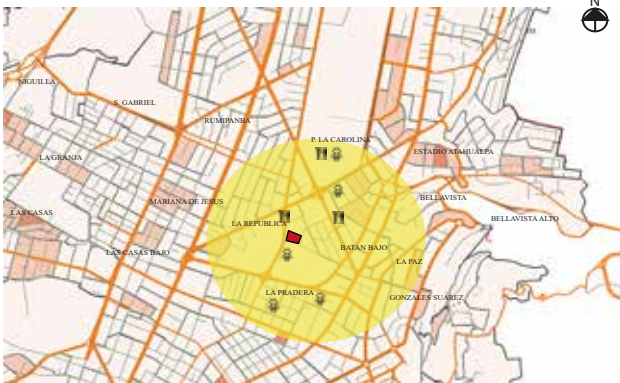 N
NIGUILLA
S. GABRIEL
RUMIPANBA
P. LA CAROLINA
LA GRANJA
ESTADIO ATAHUALPA
MARIANA DE JESUS
BELLAVISTA
LAS CASAS
LA REPUBLICA
BELLAVISTA ALTO
LAS CASAS BAJO
BATAN BAJO
LA PAZ
LA PRADERA
GONZALES SUAREZ